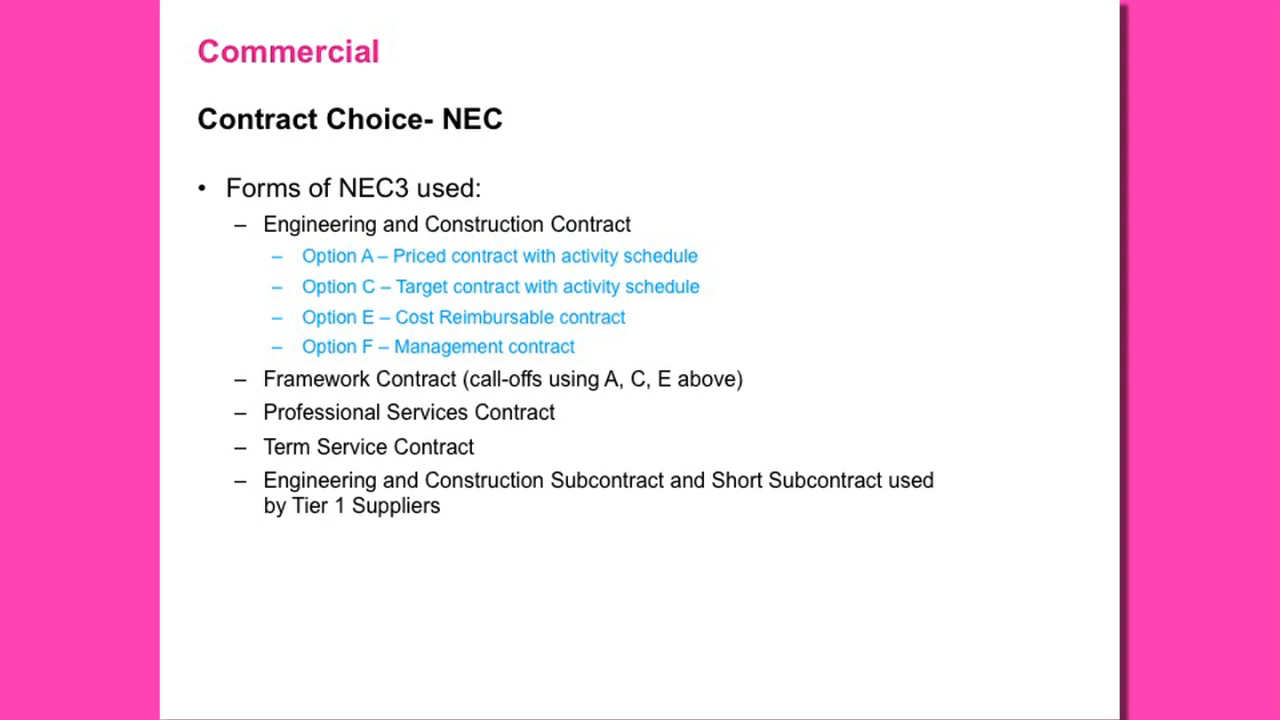 Commercial
Contract Choice- NEC
• Forms of NEC3 used:
– Engineering and Construction Contract
– Option A – Priced contract with activity schedule
– Option C – Target contract with activity schedule
– Option E – Cost Reimbursable contract
– Option F – Management contract
– Framework Contract (call-offs using A, C, E above)
– Professional Services Contract
– Term Service Contract
– Engineering and Construction Subcontract and Short Subcontract used
by Tier 1 Suppliers